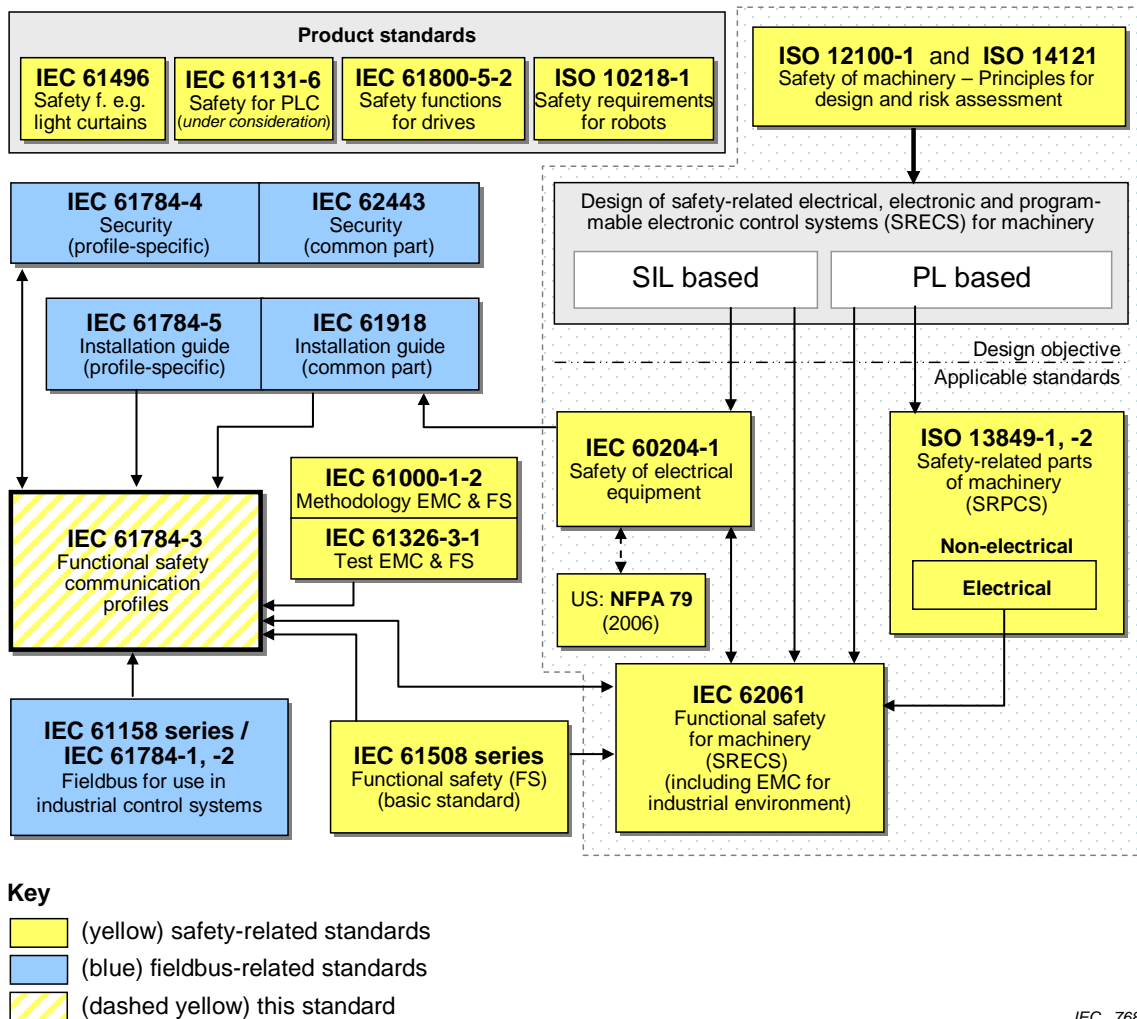 Product standards
IEC 61496
Safety f. e.g.
light curtains
IEC 61131-6
Safety for PLC
(under consideration)
IEC 61800-5-2
Safety functions
for drives
ISO 10218-1
Safety requirements
for robots
ISO 12100-1 and ISO 14121
Safety of machinery – Principles for
design and risk assessment
IEC 61784-4
Security
(profile-specific)
IEC 62443
Security
(common part)
Design of safety-related electrical, electronic and program-
mable electronic control systems (SRECS) for machinery
SIL based
PL based
IEC 61784-5
Installation guide
(profile-specific)
IEC 61918
Installation guide
(common part)
Design objective
Applicable standards
IEC 60204-1
Safety of electrical
equipment
ISO 13849-1, -2
Safety-related parts
of machinery
(SRPCS)
Non-electrical
Electrical
IEC 61000-1-2
Methodology EMC & FS
IEC 61326-3-1
Test EMC & FS
IEC 61784-3
Functional safety
communication
profiles
US: NFPA 79
(2006)
IEC 62061
Functional safety
for machinery
(SRECS)
(including EMC for
industrial environment)
IEC 61158 series /
IEC 61784-1, -2
Fieldbus for use in
industrial control systems
IEC 61508 series
Functional safety (FS)
(basic standard)
Key
(yellow) safety-related standards
(blue) fieldbus-related standards
(dashed yellow) this standard
IEC 768